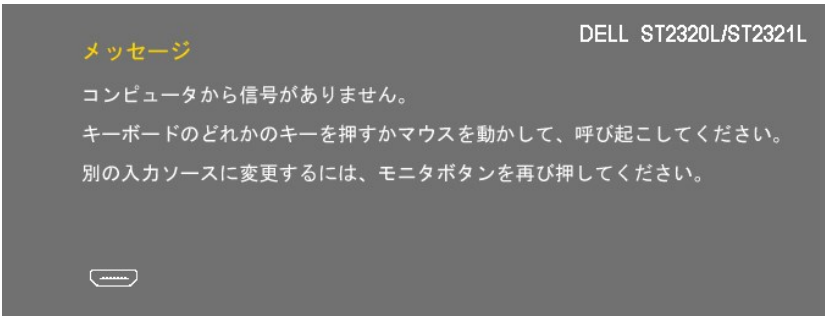 DELL ST2320L/ST2321L
メッセージ
コンピュータから信号がありません。
キーボードのどれかのキーを押すかマウスを動かして、呼び起こしてください。
別の入力ソースに変更するには、モニタボタンを再び押してください。